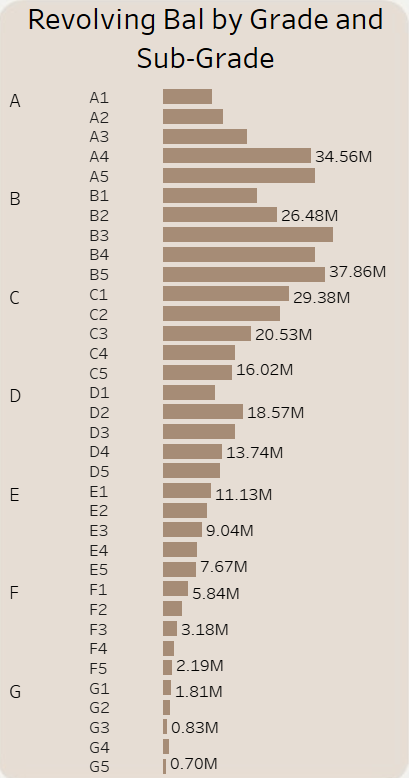 Revolving Bal by Grade and
Sub-Grade
A A1
A2
A3
A4 34.56M
A5
B B1
B2 26.48M
B3
B4
B5 37.86M
C C1 29.38M
C2
C3 20.53M
C4
C5 16.02M
D D1
D2 18.57M
D3
D4 13.74M
D5
E E1 11.13M
E2
E3 9.04M
E4
E5 7.67M
F F1 5.84M
F2
F3 3.18M
F4
F5 2.19M
G G1 1.81M
G2
G3 0.83M
G4
G5 0.70M